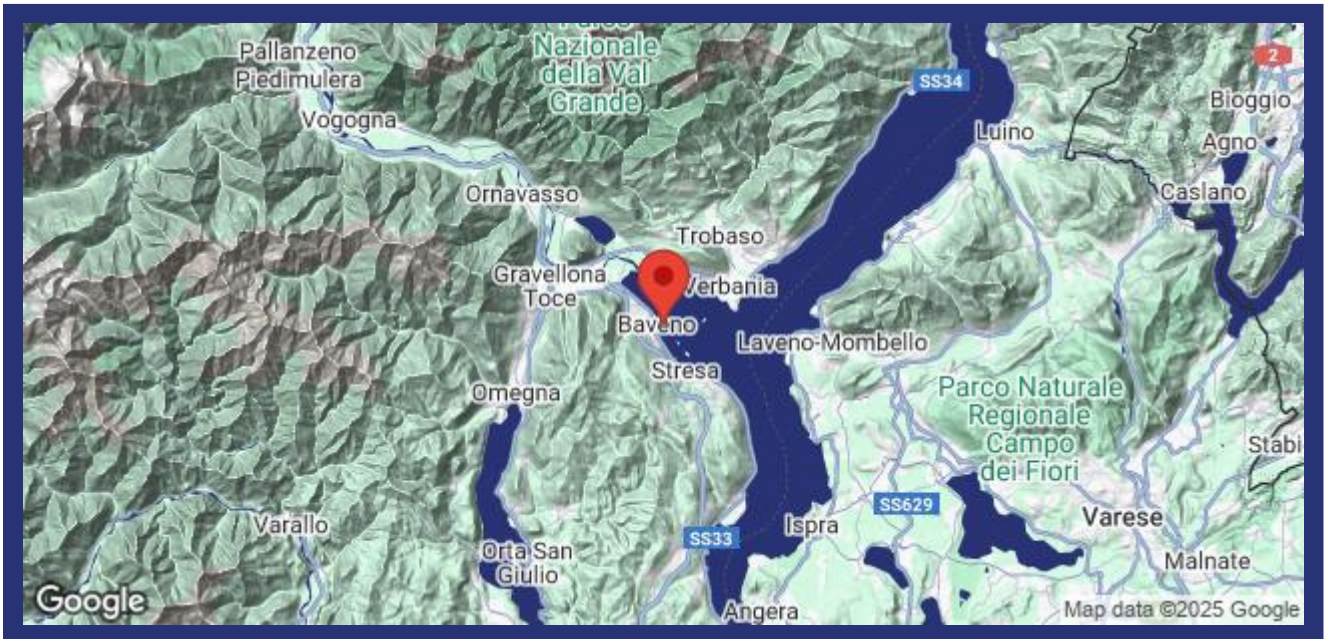 Parco
Nazionale
della Val
Grande
Pallanzeno
Piedimulera
Vogogna
SS34
2
Bioggio
Luino
Agno
Ornavasso
Caslano
Trobaso
Gravellona
Toce
Verbania
Baveno
Laveno-Mombello
Stresa
Omegna
Parco Naturale
Regionale
Campo
dei Fiori
Stabi
SS629
Varallo
Ispra
Varese
SS33
Orta San
Giulio
Malnate
Angera
Google
Map data ©2025 Google